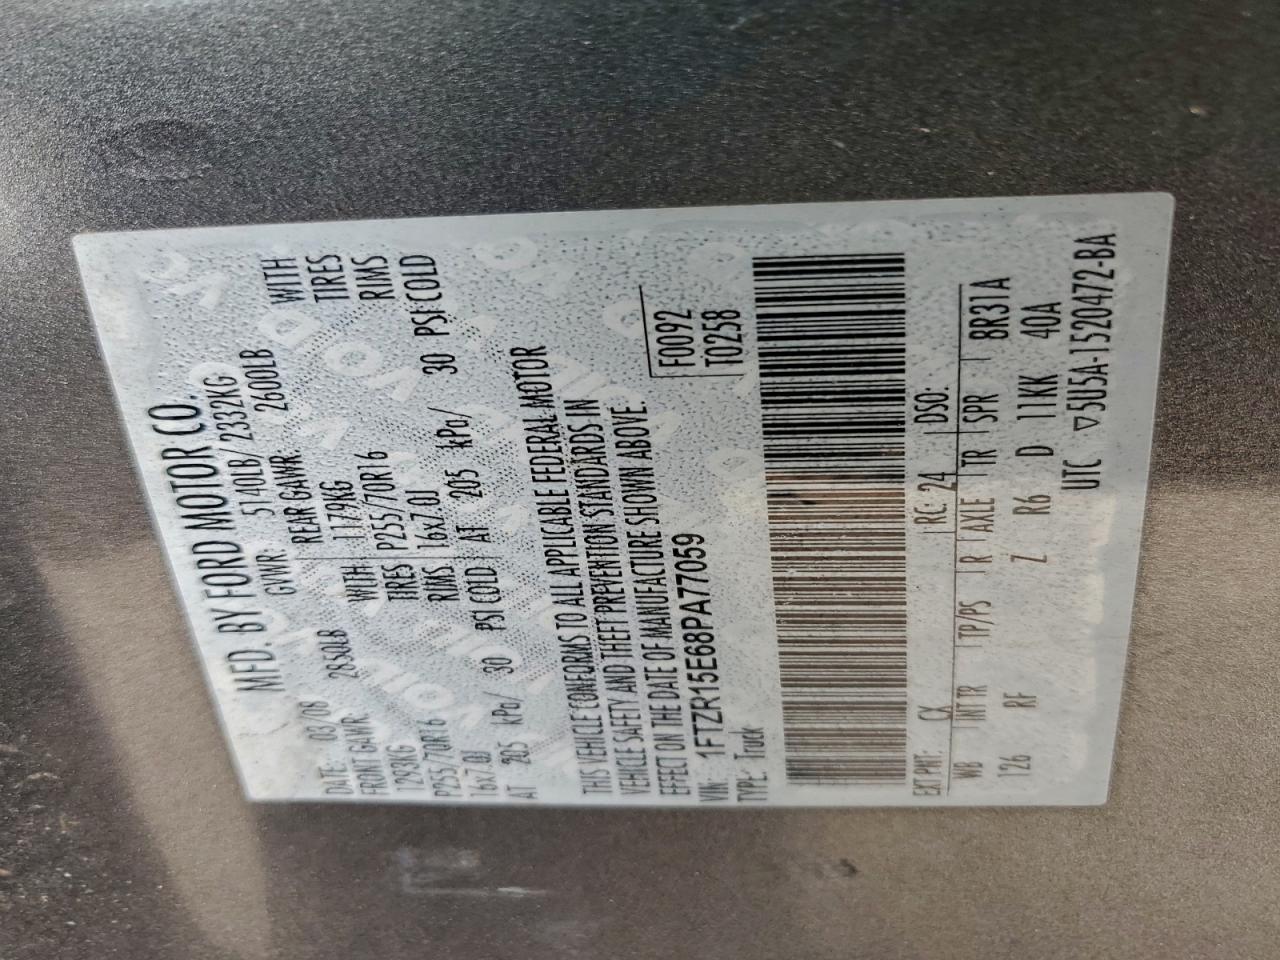 MFD. BY FORD MOTOR CO.
DATE: 03/08 GVWR: 5140LB/2332KG
FRONT GAWR: 2850LB REAR GAWR: 2600LB WITH
1293KG WITH 1179KG TIRES
P255/70R16 TIRES P255/70R16 RIMS
16x7.0J RIMS 16x7.0J
AT 205 kPa/ 30 PSI COLD AT 205 kPa/ 30 PSI COLD
THIS VEHICLE CONFORMS TO ALL APPLICABLE FEDERAL MOTOR
VEHICLE SAFETY AND THEFT PREVENTION STANDARDS IN
EFFECT ON THE DATE OF MANUFACTURE SHOWN ABOVE.
VIN: 1FTZR15E68PA77059 F0092
TYPE: Truck T0258
EXT PNT: CX RC: 24 DSO:
WB INT TR TP/PS R AXLE TR SPR 8R31A
126 RF Z R6 D 11KK 40A
UTC ▽5U5A-1520472-BA